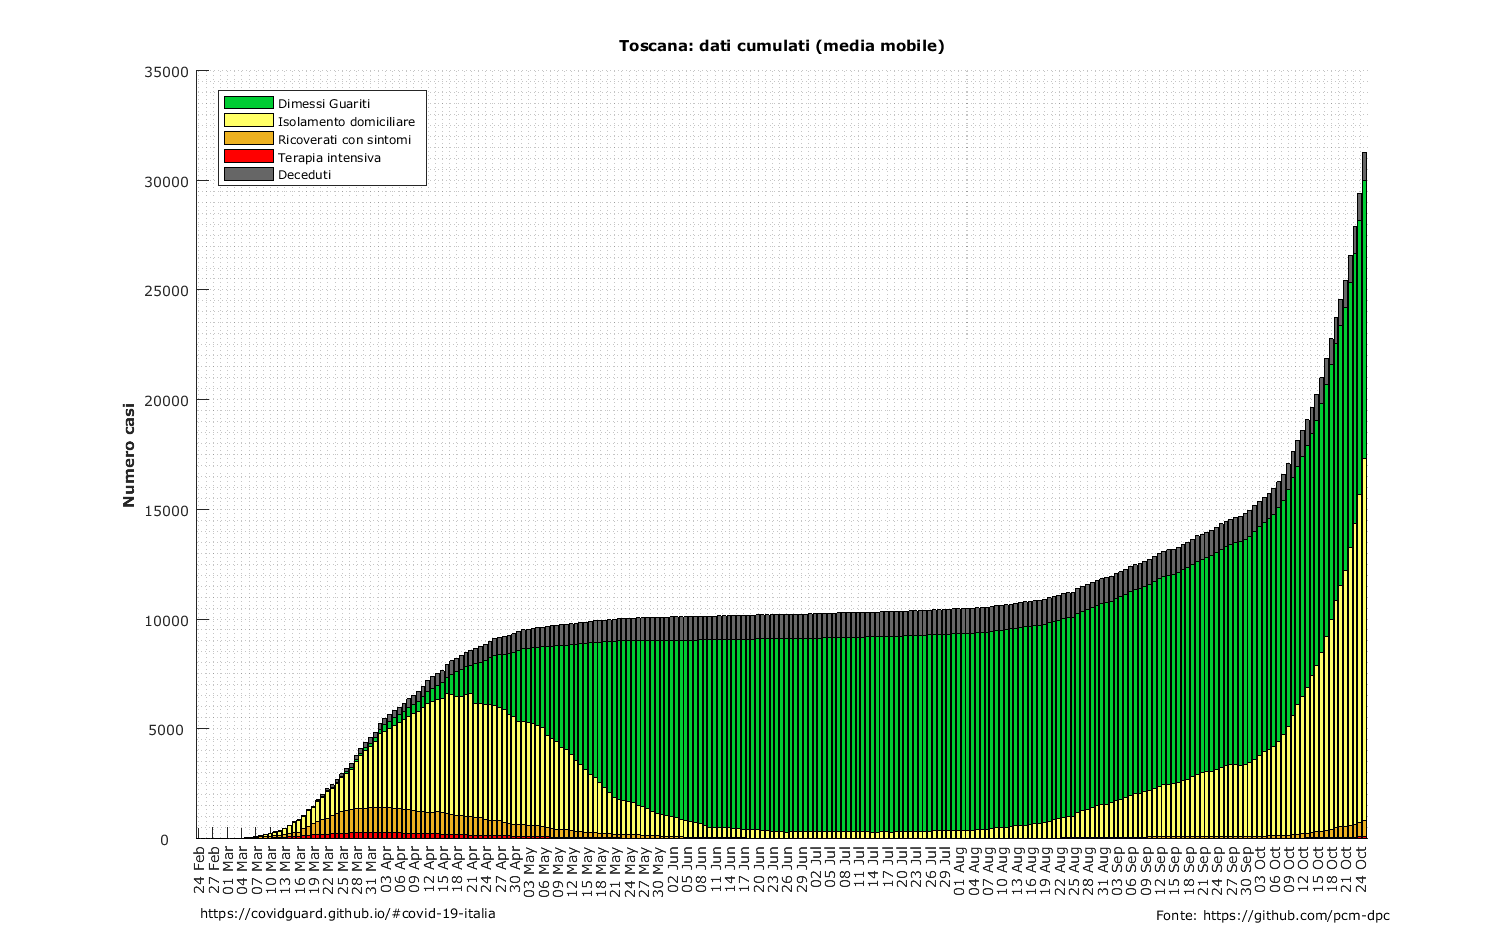 Toscana: dati cumulati (media mobile)
35000
30000
25000
20000
15000
10000
5000
0
Numero casi
Dimessi Guariti
Isolamento domiciliare
Ricoverati con sintomi
Terapia intensiva
Deceduti
24 Feb
27 Feb
01 Mar
04 Mar
07 Mar
10 Mar
13 Mar
16 Mar
19 Mar
22 Mar
25 Mar
28 Mar
31 Mar
03 Apr
06 Apr
09 Apr
12 Apr
15 Apr
18 Apr
21 Apr
24 Apr
27 Apr
30 Apr
03 May
06 May
09 May
12 May
15 May
18 May
21 May
24 May
27 May
30 May
02 Jun
05 Jun
08 Jun
11 Jun
14 Jun
17 Jun
20 Jun
23 Jun
26 Jun
29 Jun
02 Jul
05 Jul
08 Jul
11 Jul
14 Jul
17 Jul
20 Jul
23 Jul
26 Jul
29 Jul
01 Aug
04 Aug
07 Aug
10 Aug
13 Aug
16 Aug
19 Aug
22 Aug
25 Aug
28 Aug
31 Aug
03 Sep
06 Sep
09 Sep
12 Sep
15 Sep
18 Sep
21 Sep
24 Sep
27 Sep
30 Sep
03 Oct
06 Oct
09 Oct
12 Oct
15 Oct
18 Oct
21 Oct
24 Oct
https://covidguard.github.io/#covid-19-italia
Fonte: https://github.com/pcm-dpc